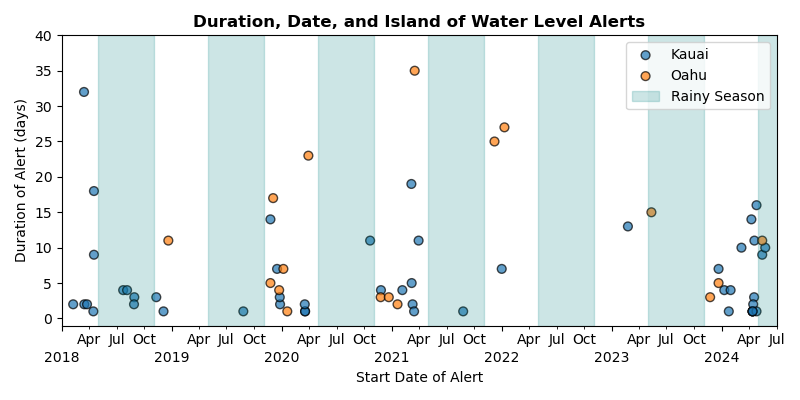 Duration, Date, and Island of Water Level Alerts
40
35
30
25
20
15
10
5
0
Duration of Alert (days)
Kauai
Oahu
Rainy Season
Apr Jul Oct Apr Jul Oct Apr Jul Oct Apr Jul Oct Apr Jul Oct Apr Jul Oct Apr Jul
2018 2019 2020 2021 2022 2023 2024
Start Date of Alert